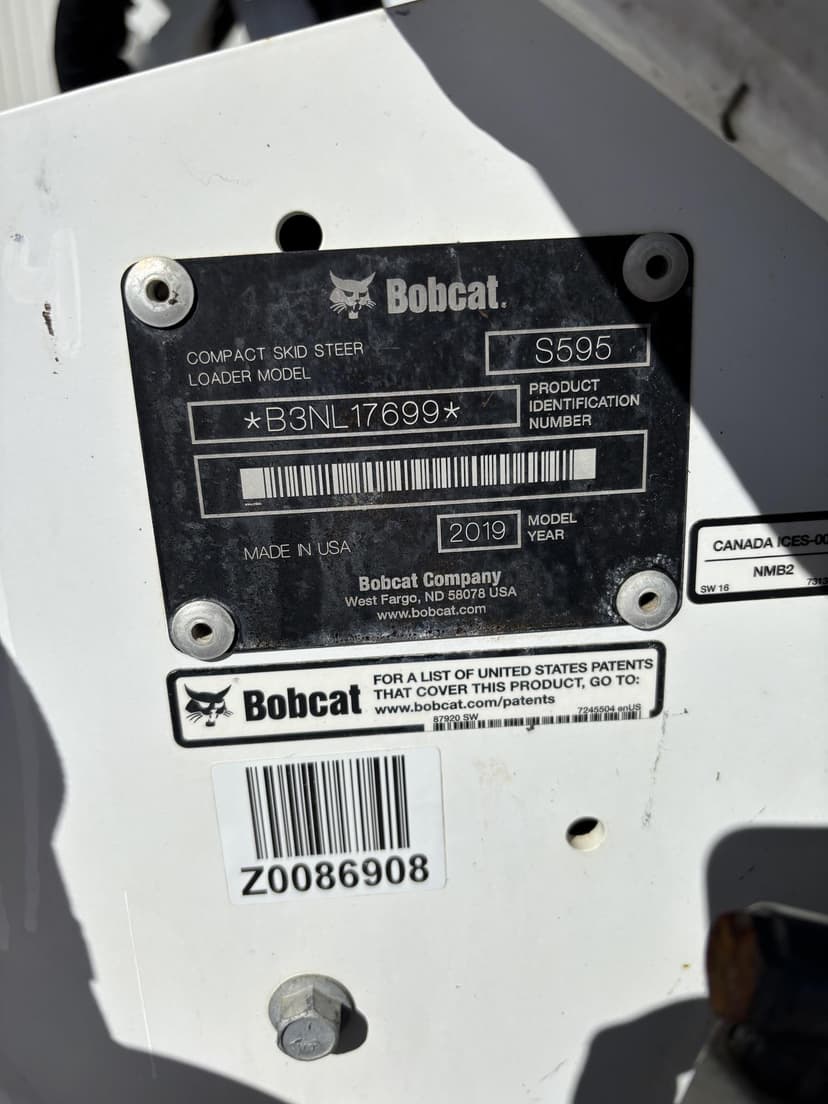 Bobcat.
COMPACT SKID STEER
LOADER MODEL
S595
*B3NL17699*
PRODUCT
IDENTIFICATION
NUMBER
MADE IN USA
2019
MODEL
YEAR
Bobcat Company
West Fargo, ND 58078 USA
www.bobcat.com
CANADA ICES-00
NMB2
SW 16
Bobcat
FOR A LIST OF UNITED STATES PATENTS
THAT COVER THIS PRODUCT, GO TO:
www.bobcat.com/patents
87920 SW
7245504 enUS
Z0086908